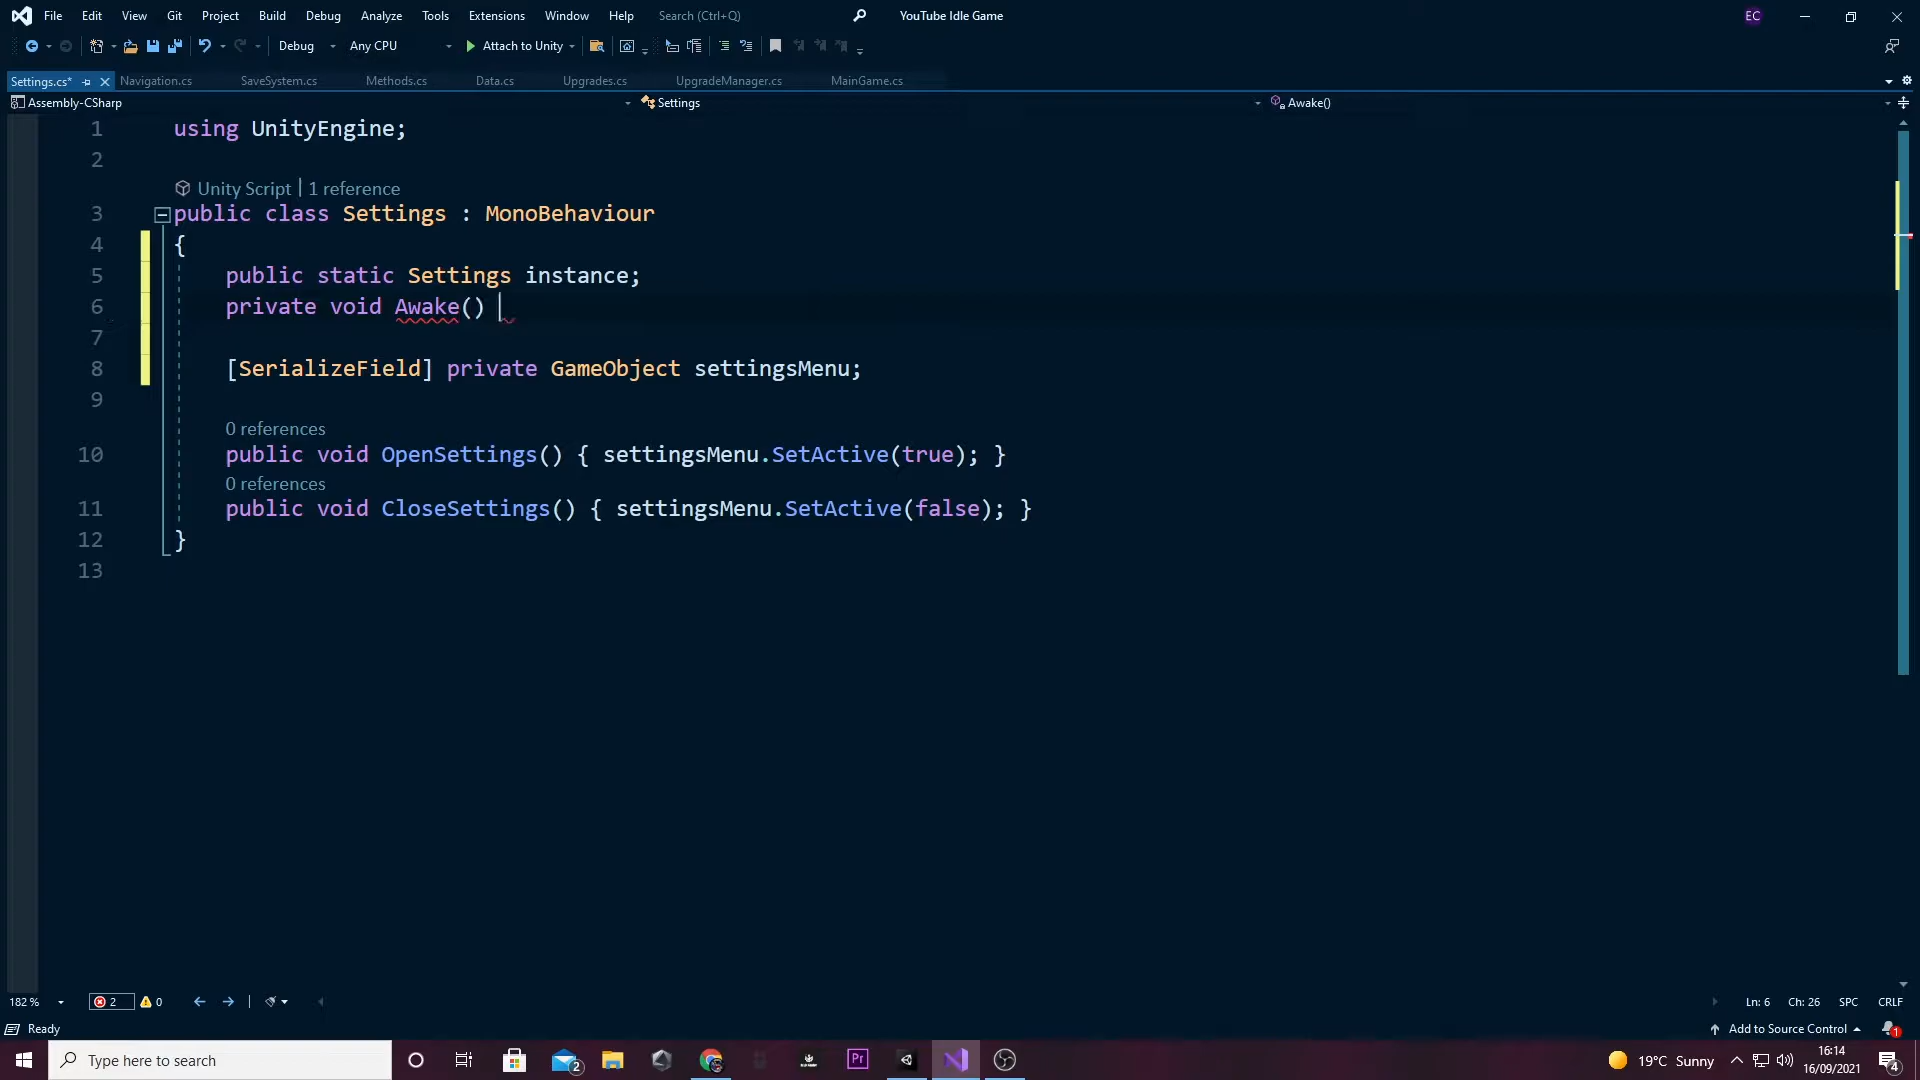 File Edit View Git Project Build Debug Analyze Tools Extensions Window Help Search (Ctrl+Q) YouTube Idle Game EC
Debug Any CPU Attach to Unity
Settings.cs* Navigation.cs SaveSystem.cs Methods.cs Data.cs Upgrades.cs UpgradeManager.cs MainGame.cs
Assembly-CSharp Settings Awake()
1 using UnityEngine;
2
Unity Script | 1 reference
3 public class Settings : MonoBehaviour
4 {
5 public static Settings instance;
6 private void Awake()
7
8 [SerializeField] private GameObject settingsMenu;
9
0 references
10 public void OpenSettings() { settingsMenu.SetActive(true); }
0 references
11 public void CloseSettings() { settingsMenu.SetActive(false); }
12 }
13
182 % 2 0 Ln: 6 Ch: 26 SPC CRLF
Ready Add to Source Control 1
Type here to search 2 Pr 19°C Sunny 16:14
16/09/2021 4